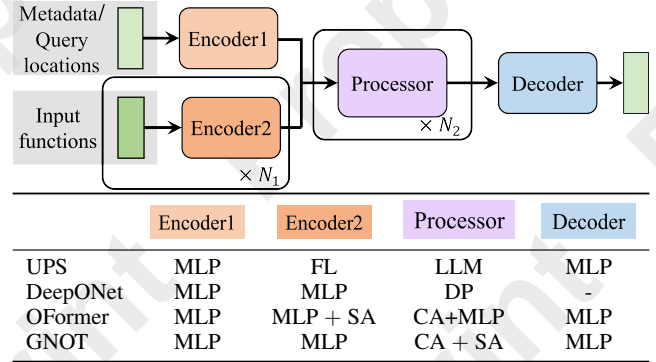 Metadata/
Query
locations
Encoder1
Input
functions
Encoder2
× N₁
Processor
× N₂
Decoder
Encoder1 Encoder2 Processor Decoder
UPS MLP FL LLM MLP
DeepONet MLP MLP DP -
OFormer MLP MLP + SA CA+MLP MLP
GNOT MLP MLP CA + SA MLP